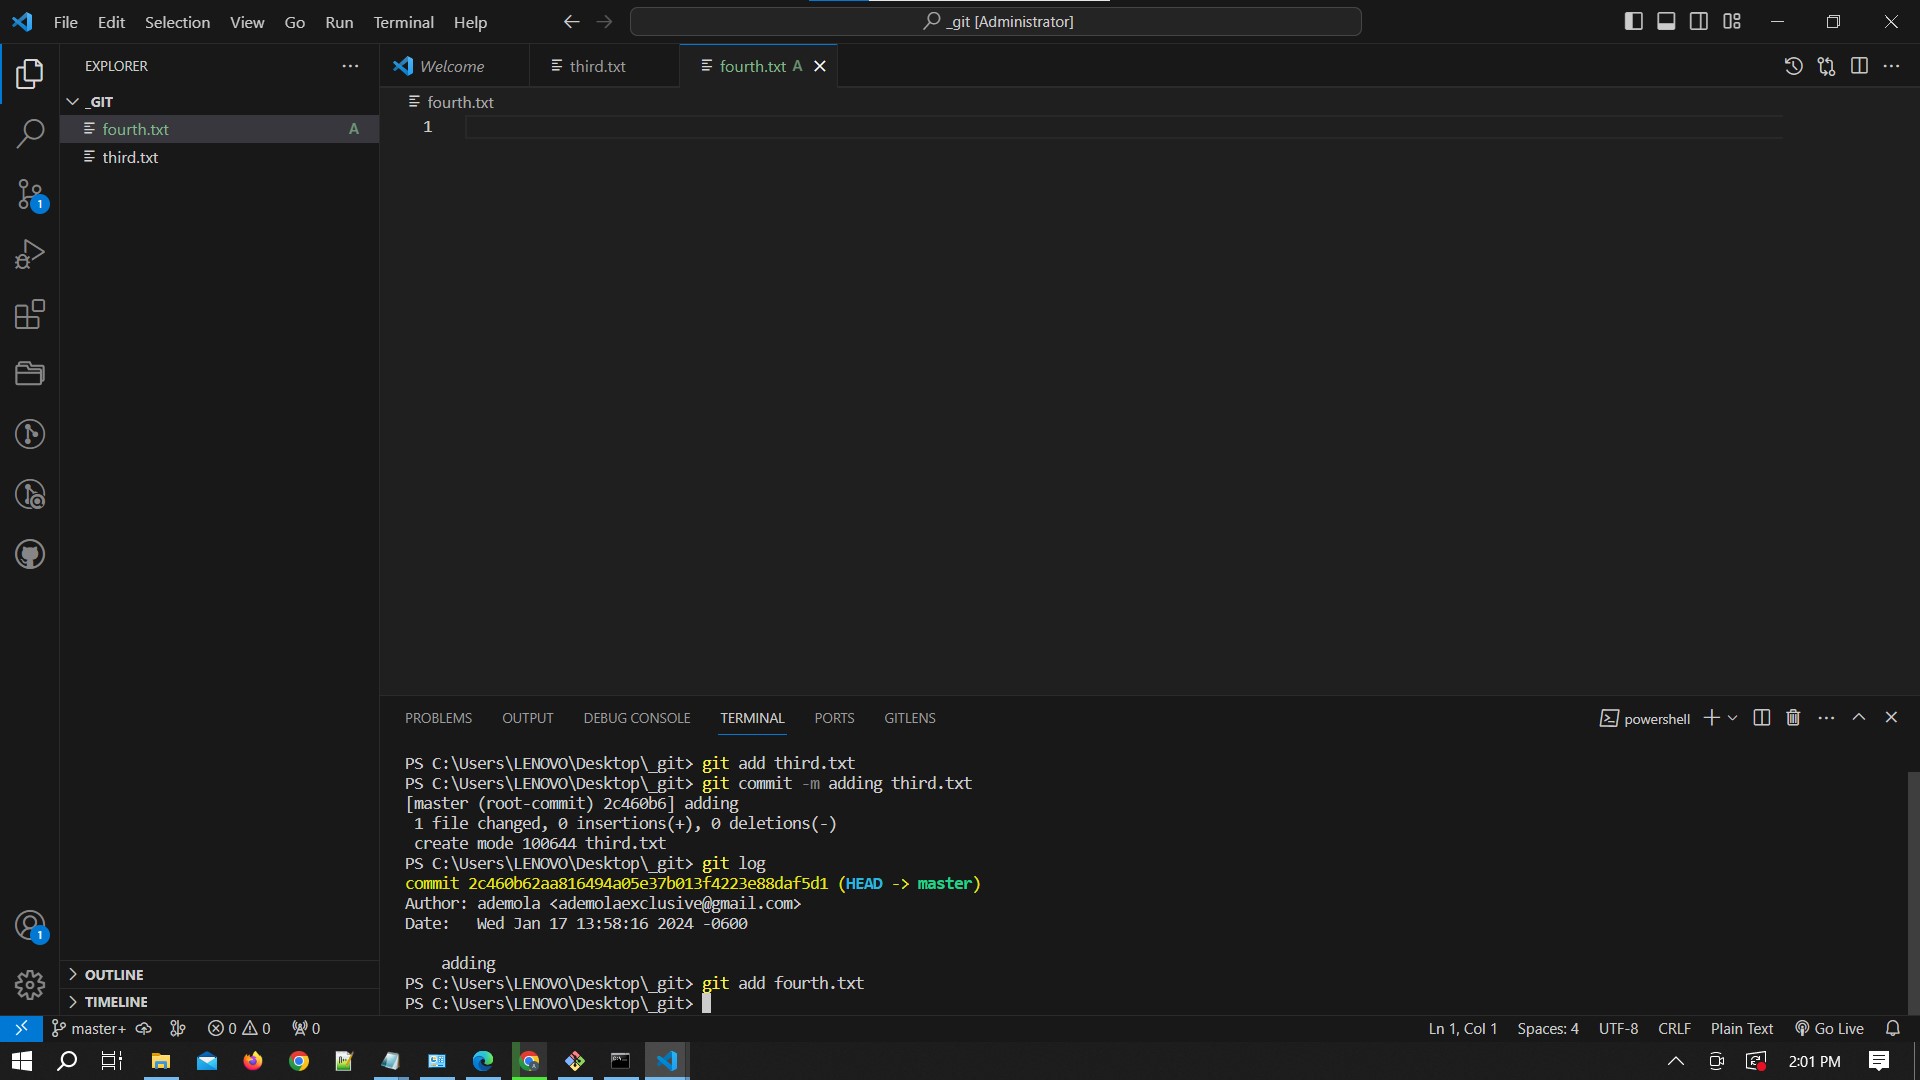 File Edit Selection View Go Run Terminal Help
_git [Administrator]
EXPLORER
_GIT
fourth.txt A
third.txt
Welcome
third.txt
fourth.txt A
fourth.txt
1
1
1
OUTLINE
TIMELINE
PROBLEMS OUTPUT DEBUG CONSOLE TERMINAL PORTS GITLENS
powershell
PS C:\Users\LENOVO\Desktop\_git> git add third.txt
PS C:\Users\LENOVO\Desktop\_git> git commit -m adding third.txt
[master (root-commit) 2c460b6] adding
 1 file changed, 0 insertions(+), 0 deletions(-)
 create mode 100644 third.txt
PS C:\Users\LENOVO\Desktop\_git> git log
commit 2c460b62aa816494a05e37b013f4223e88daf5d1 (HEAD -> master)
Author: ademola <ademolaexclusive@gmail.com>
Date:   Wed Jan 17 13:58:16 2024 -0600
    adding
PS C:\Users\LENOVO\Desktop\_git> git add fourth.txt
PS C:\Users\LENOVO\Desktop\_git>
master+ 0 0 0 Ln 1, Col 1 Spaces: 4 UTF-8 CRLF Plain Text Go Live
2:01 PM